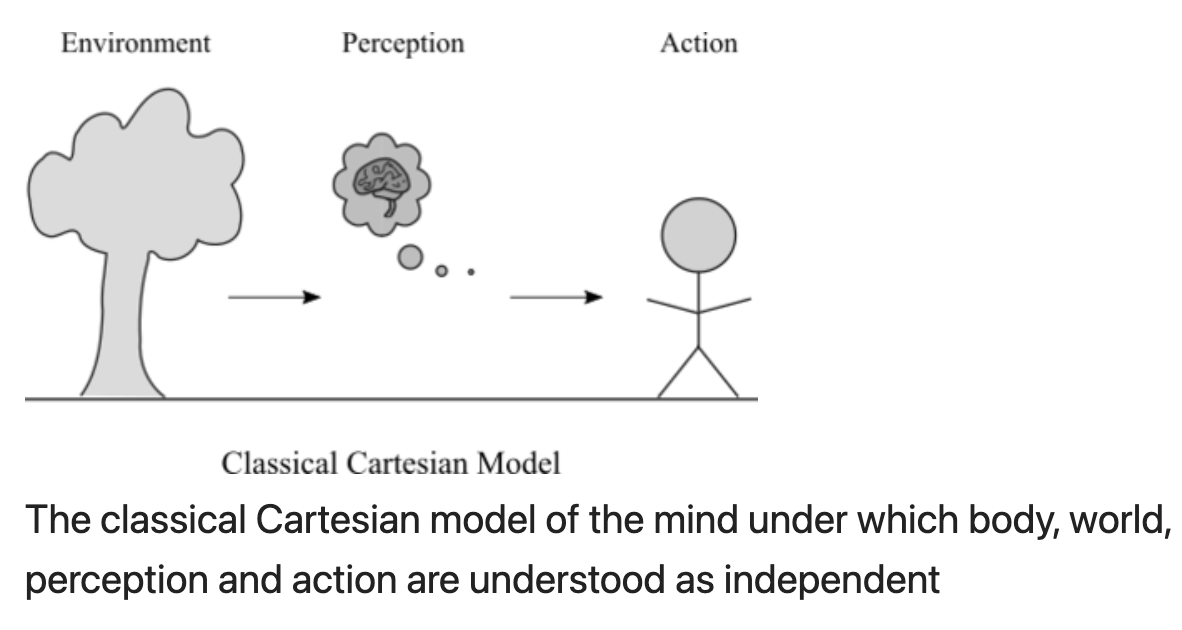 Environment
Perception
Action
Classical Cartesian Model
The classical Cartesian model of the mind under which body, world,
perception and action are understood as independent